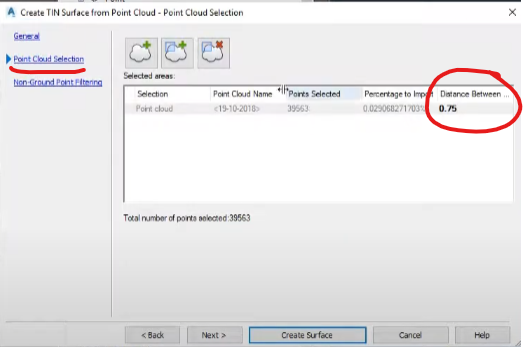 Create TIN Surface from Point Cloud - Point Cloud Selection
General
Point Cloud Selection
Non-Ground Point Filtering
Selected areas:
Selection Point Cloud Name Points Selected Percentage to Import Distance Between ...
Point cloud <19-10-2018> 39563 0.029068271703% 0.75
Total number of points selected:39563
< Back Next > Create Surface Cancel Help